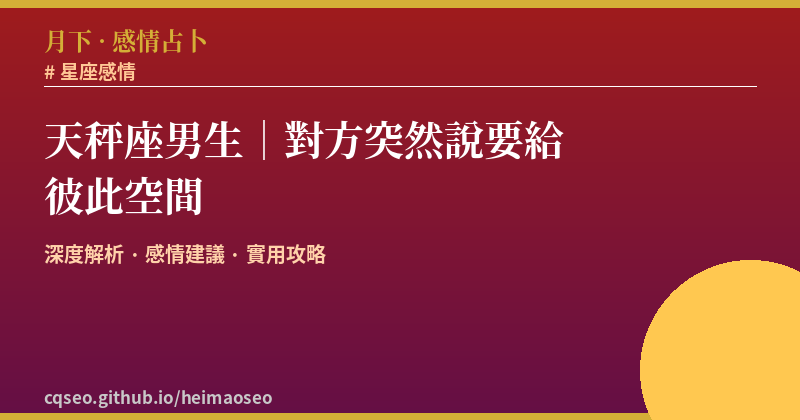 月下 · 感情占卜
# 星座感情
天秤座男生｜對方突然說要給
彼此空間
深度解析 · 感情建議 · 實用攻略
cqseo.github.io/heimaoseo